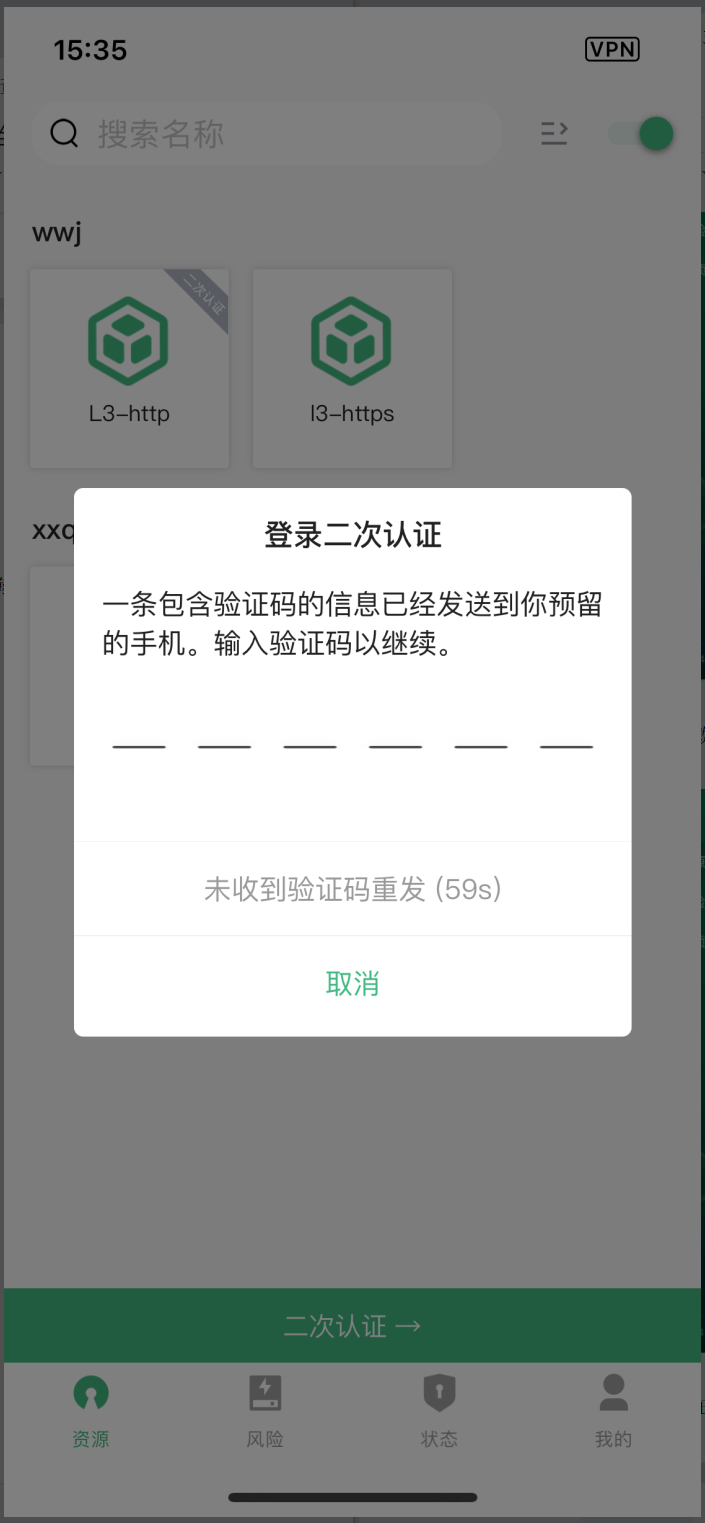 15:35
VPN
搜索名称
wwj
二次认证
L3-http
l3-https
xxq
登录二次认证
一条包含验证码的信息已经发送到你预留
的手机。输入验证码以继续。
未收到验证码重发 (59s)
取消
二次认证 →
资源
风险
状态
我的